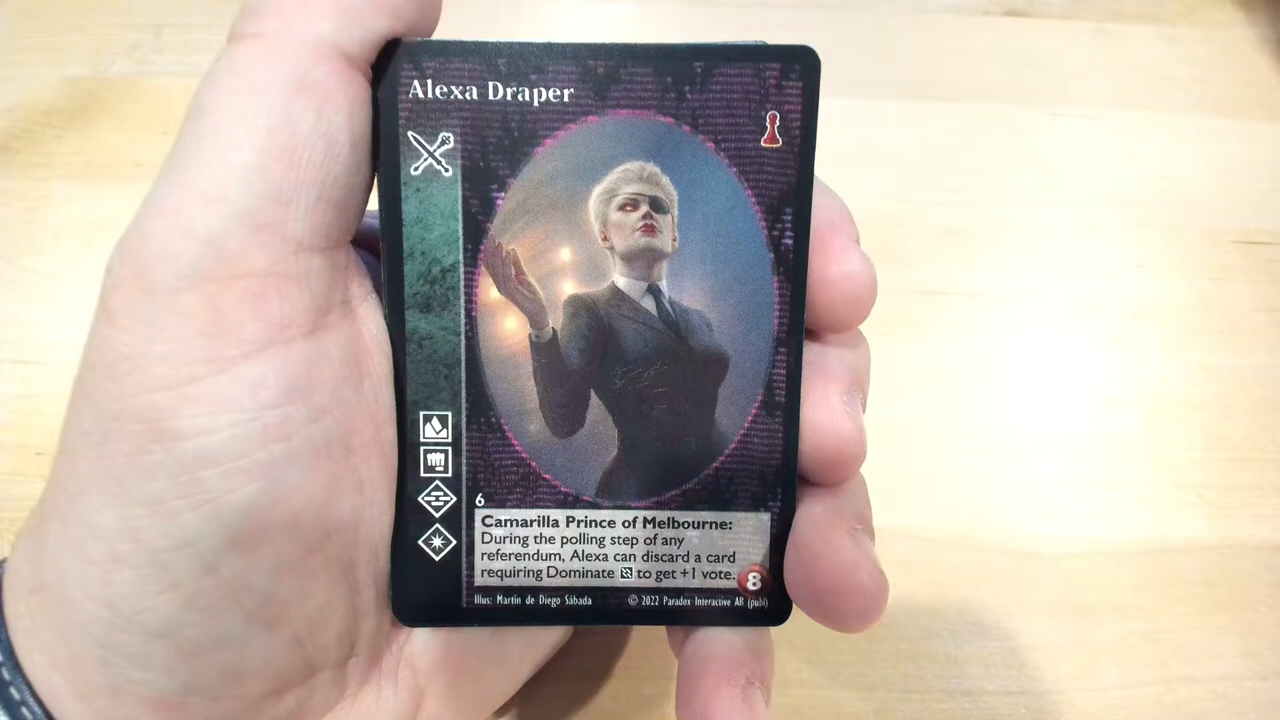 Alexa Draper
6
Camarilla Prince of Melbourne:
During the polling step of any
referendum, Alexa can discard a card
requiring Dominate to get +1 vote.
8
Illus: Martín de Diego Sábada
© 2022 Paradox Interactive AB (publ)